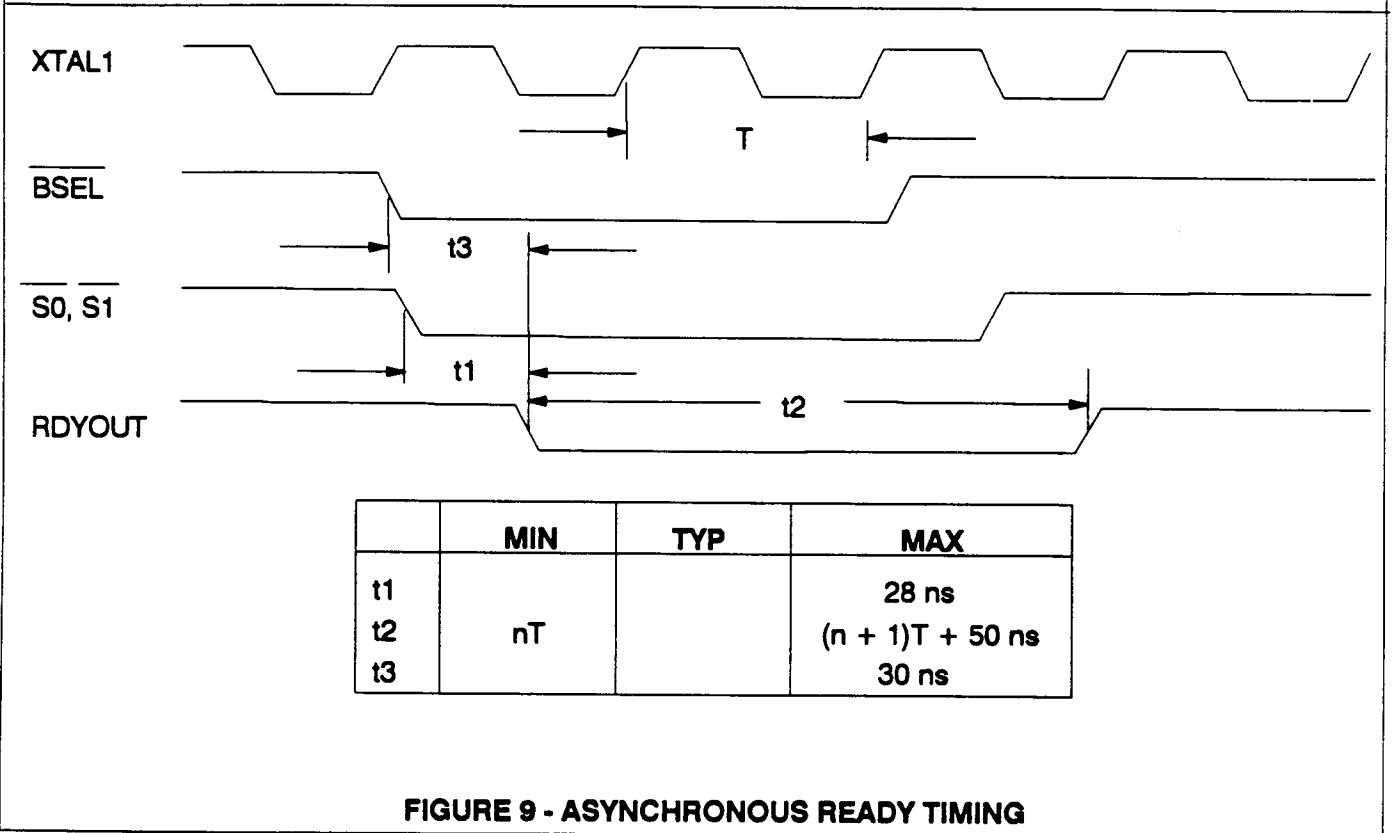 XTAL1
T
BSEL
t3
S0, S1
t1
t2
RDYOUT
MIN TYP MAX
t1 28 ns
t2 nT (n + 1)T + 50 ns
t3 30 ns
FIGURE 9 - ASYNCHRONOUS READY TIMING